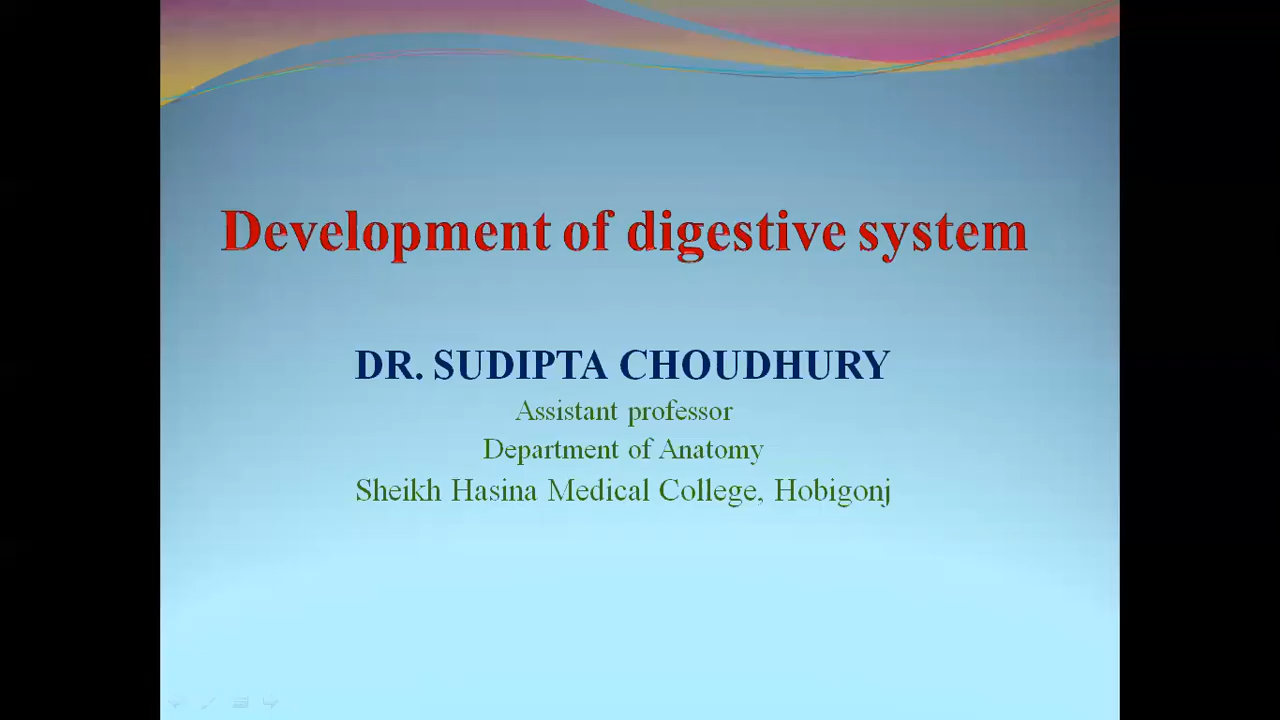 Development of digestive system
DR. SUDIPTA CHOUDHURY
Assistant professor
Department of Anatomy
Sheikh Hasina Medical College, Hobigonj